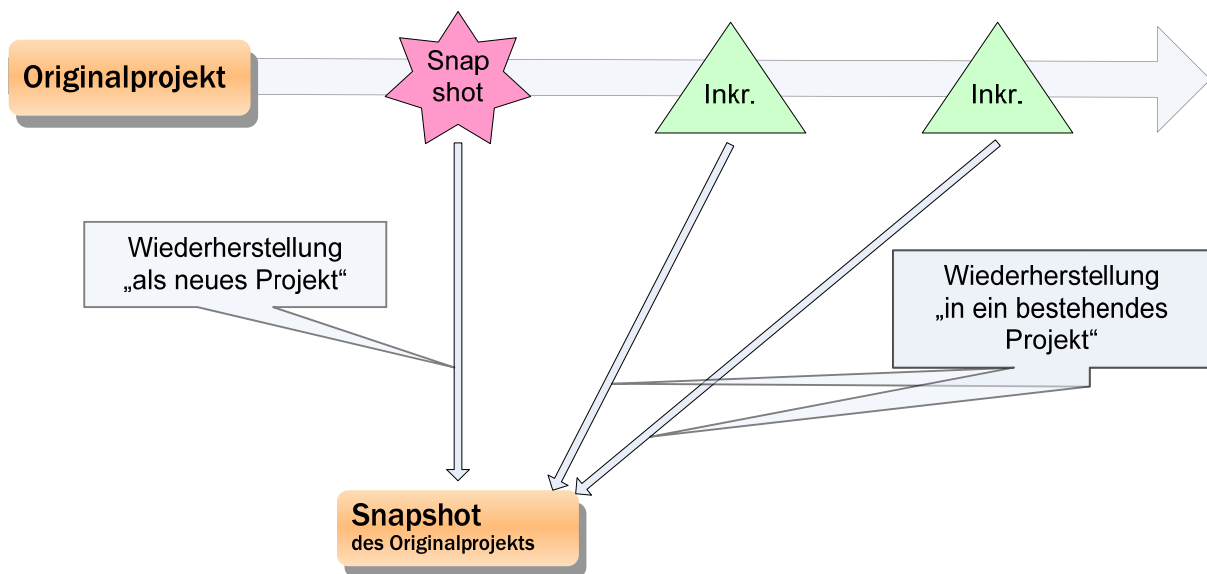 Originalprojekt
Snap
shot
Inkr.
Inkr.
Wiederherstellung
„als neues Projekt“
Wiederherstellung
„in ein bestehendes
Projekt“
Snapshot
des Originalprojekts